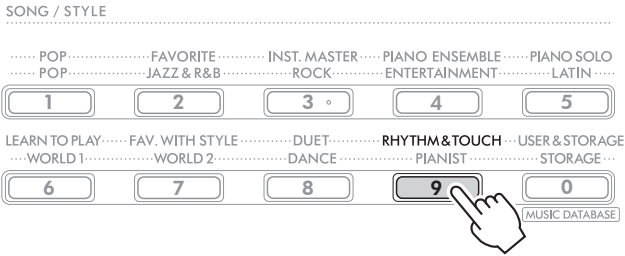 SONG / STYLE
POP FAVORITE INST. MASTER PIANO ENSEMBLE PIANO SOLO
POP JAZZ & R&B ROCK ENTERTAINMENT LATIN
1 2 3 4 5
LEARN TO PLAY FAV. WITH STYLE DUET RHYTHM & TOUCH USER & STORAGE
WORLD 1 WORLD 2 DANCE PIANIST STORAGE
6 7 8 9 0
MUSIC DATABASE